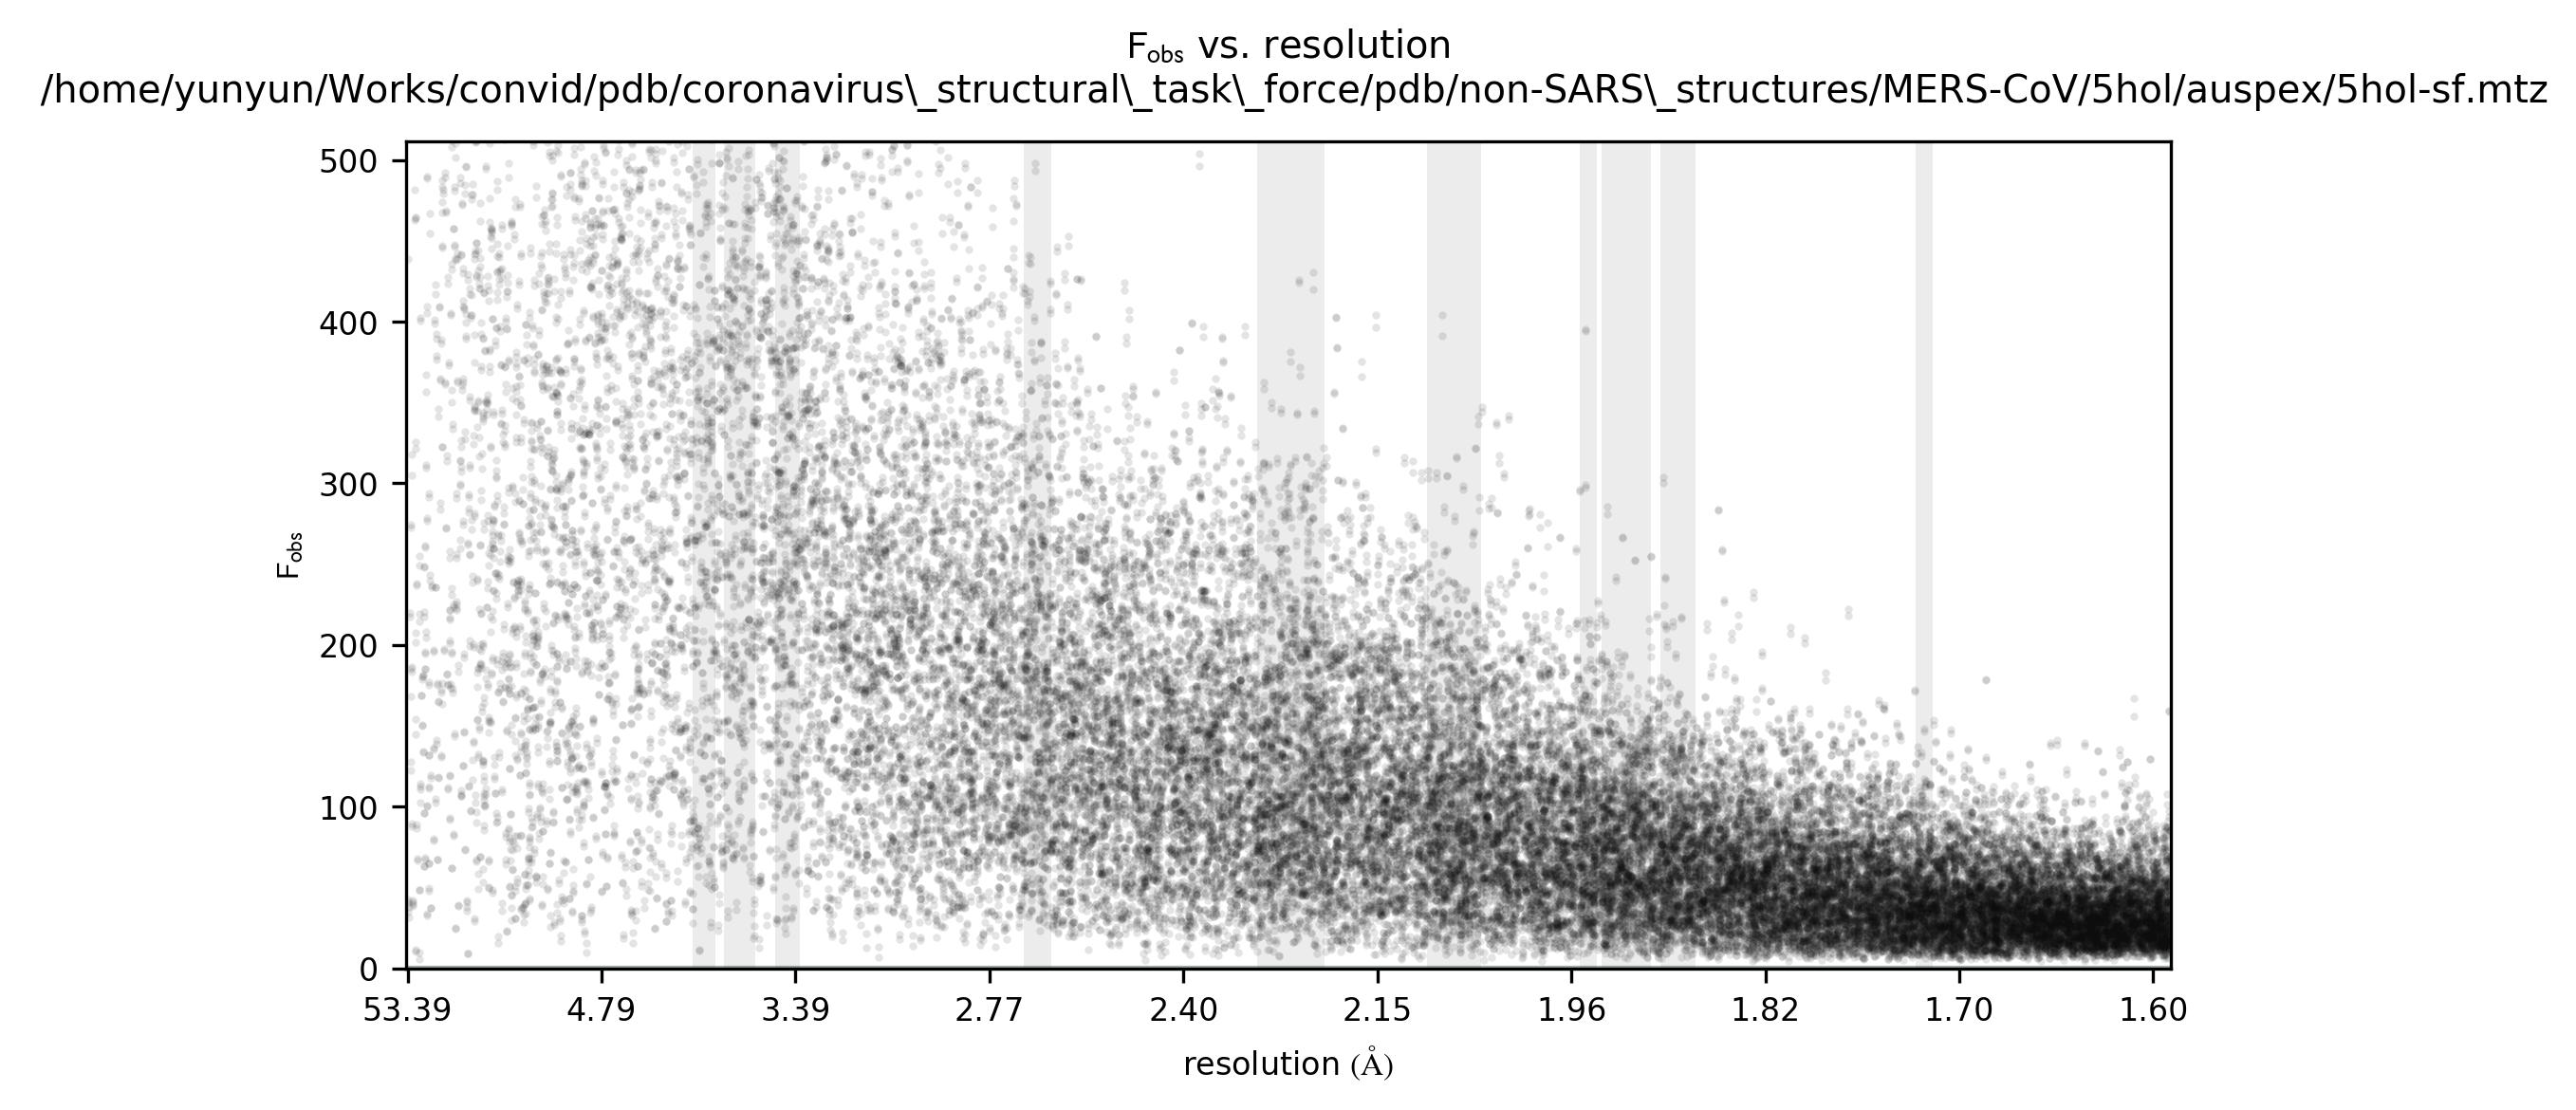 Fobs vs. resolution
/home/yunyun/Works/convid/pdb/coronavirus\_structural\_task\_force/pdb/non-SARS\_structures/MERS-CoV/5hol/auspex/5hol-sf.mtz
500
400
300
200
100
0
Fobs
53.39 4.79 3.39 2.77 2.40 2.15 1.96 1.82 1.70 1.60
resolution (Å)